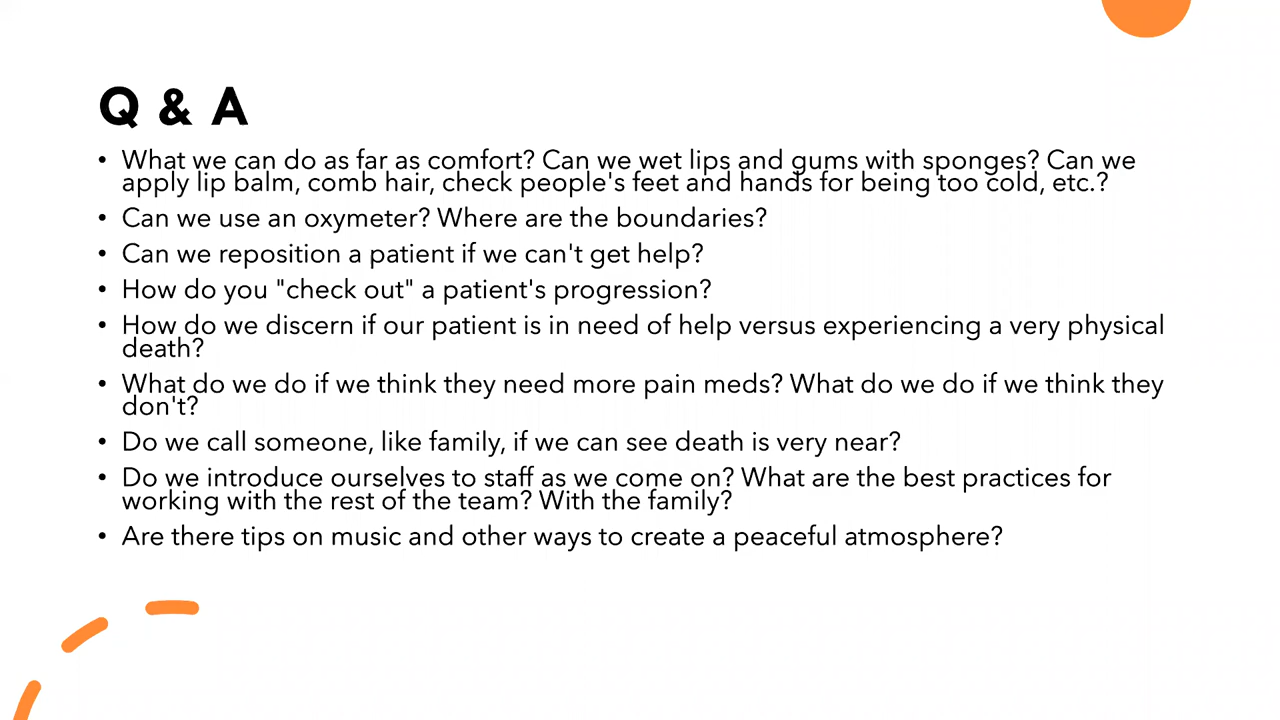 Q & A
• What we can do as far as comfort? Can we wet lips and gums with sponges? Can we
apply lip balm, comb hair, check people's feet and hands for being too cold, etc.?
• Can we use an oxymeter? Where are the boundaries?
• Can we reposition a patient if we can't get help?
• How do you "check out" a patient's progression?
• How do we discern if our patient is in need of help versus experiencing a very physical
death?
• What do we do if we think they need more pain meds? What do we do if we think they
don't?
• Do we call someone, like family, if we can see death is very near?
• Do we introduce ourselves to staff as we come on? What are the best practices for
working with the rest of the team? With the family?
• Are there tips on music and other ways to create a peaceful atmosphere?